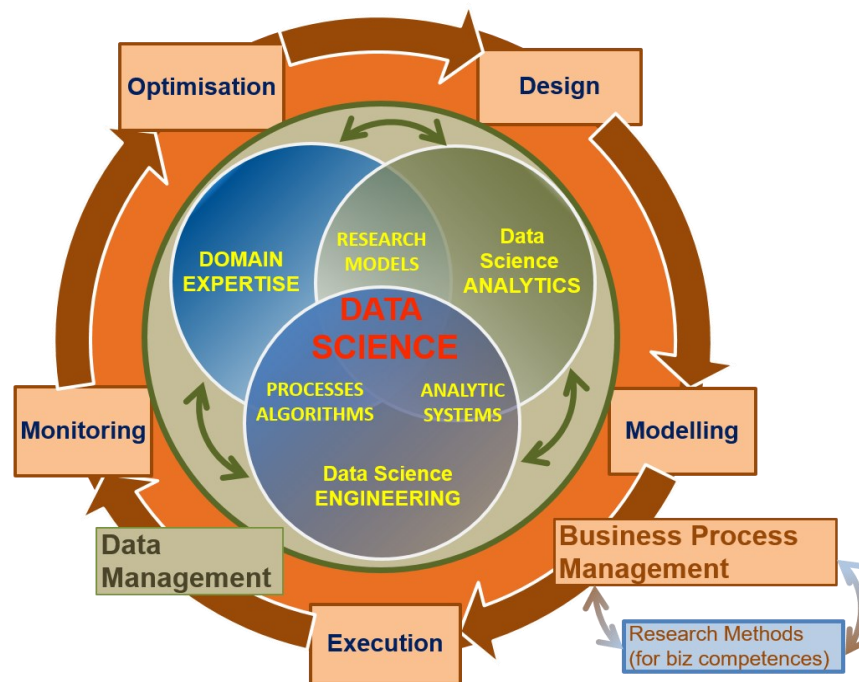 Optimisation
Design
DOMAIN
EXPERTISE
RESEARCH
MODELS
Data
Science
ANALYTICS
DATA
SCIENCE
PROCESSES
ALGORITHMS
ANALYTIC
SYSTEMS
Monitoring
Modelling
Data Science
ENGINEERING
Data
Management
Business Process
Management
Execution
Research Methods
(for biz competences)